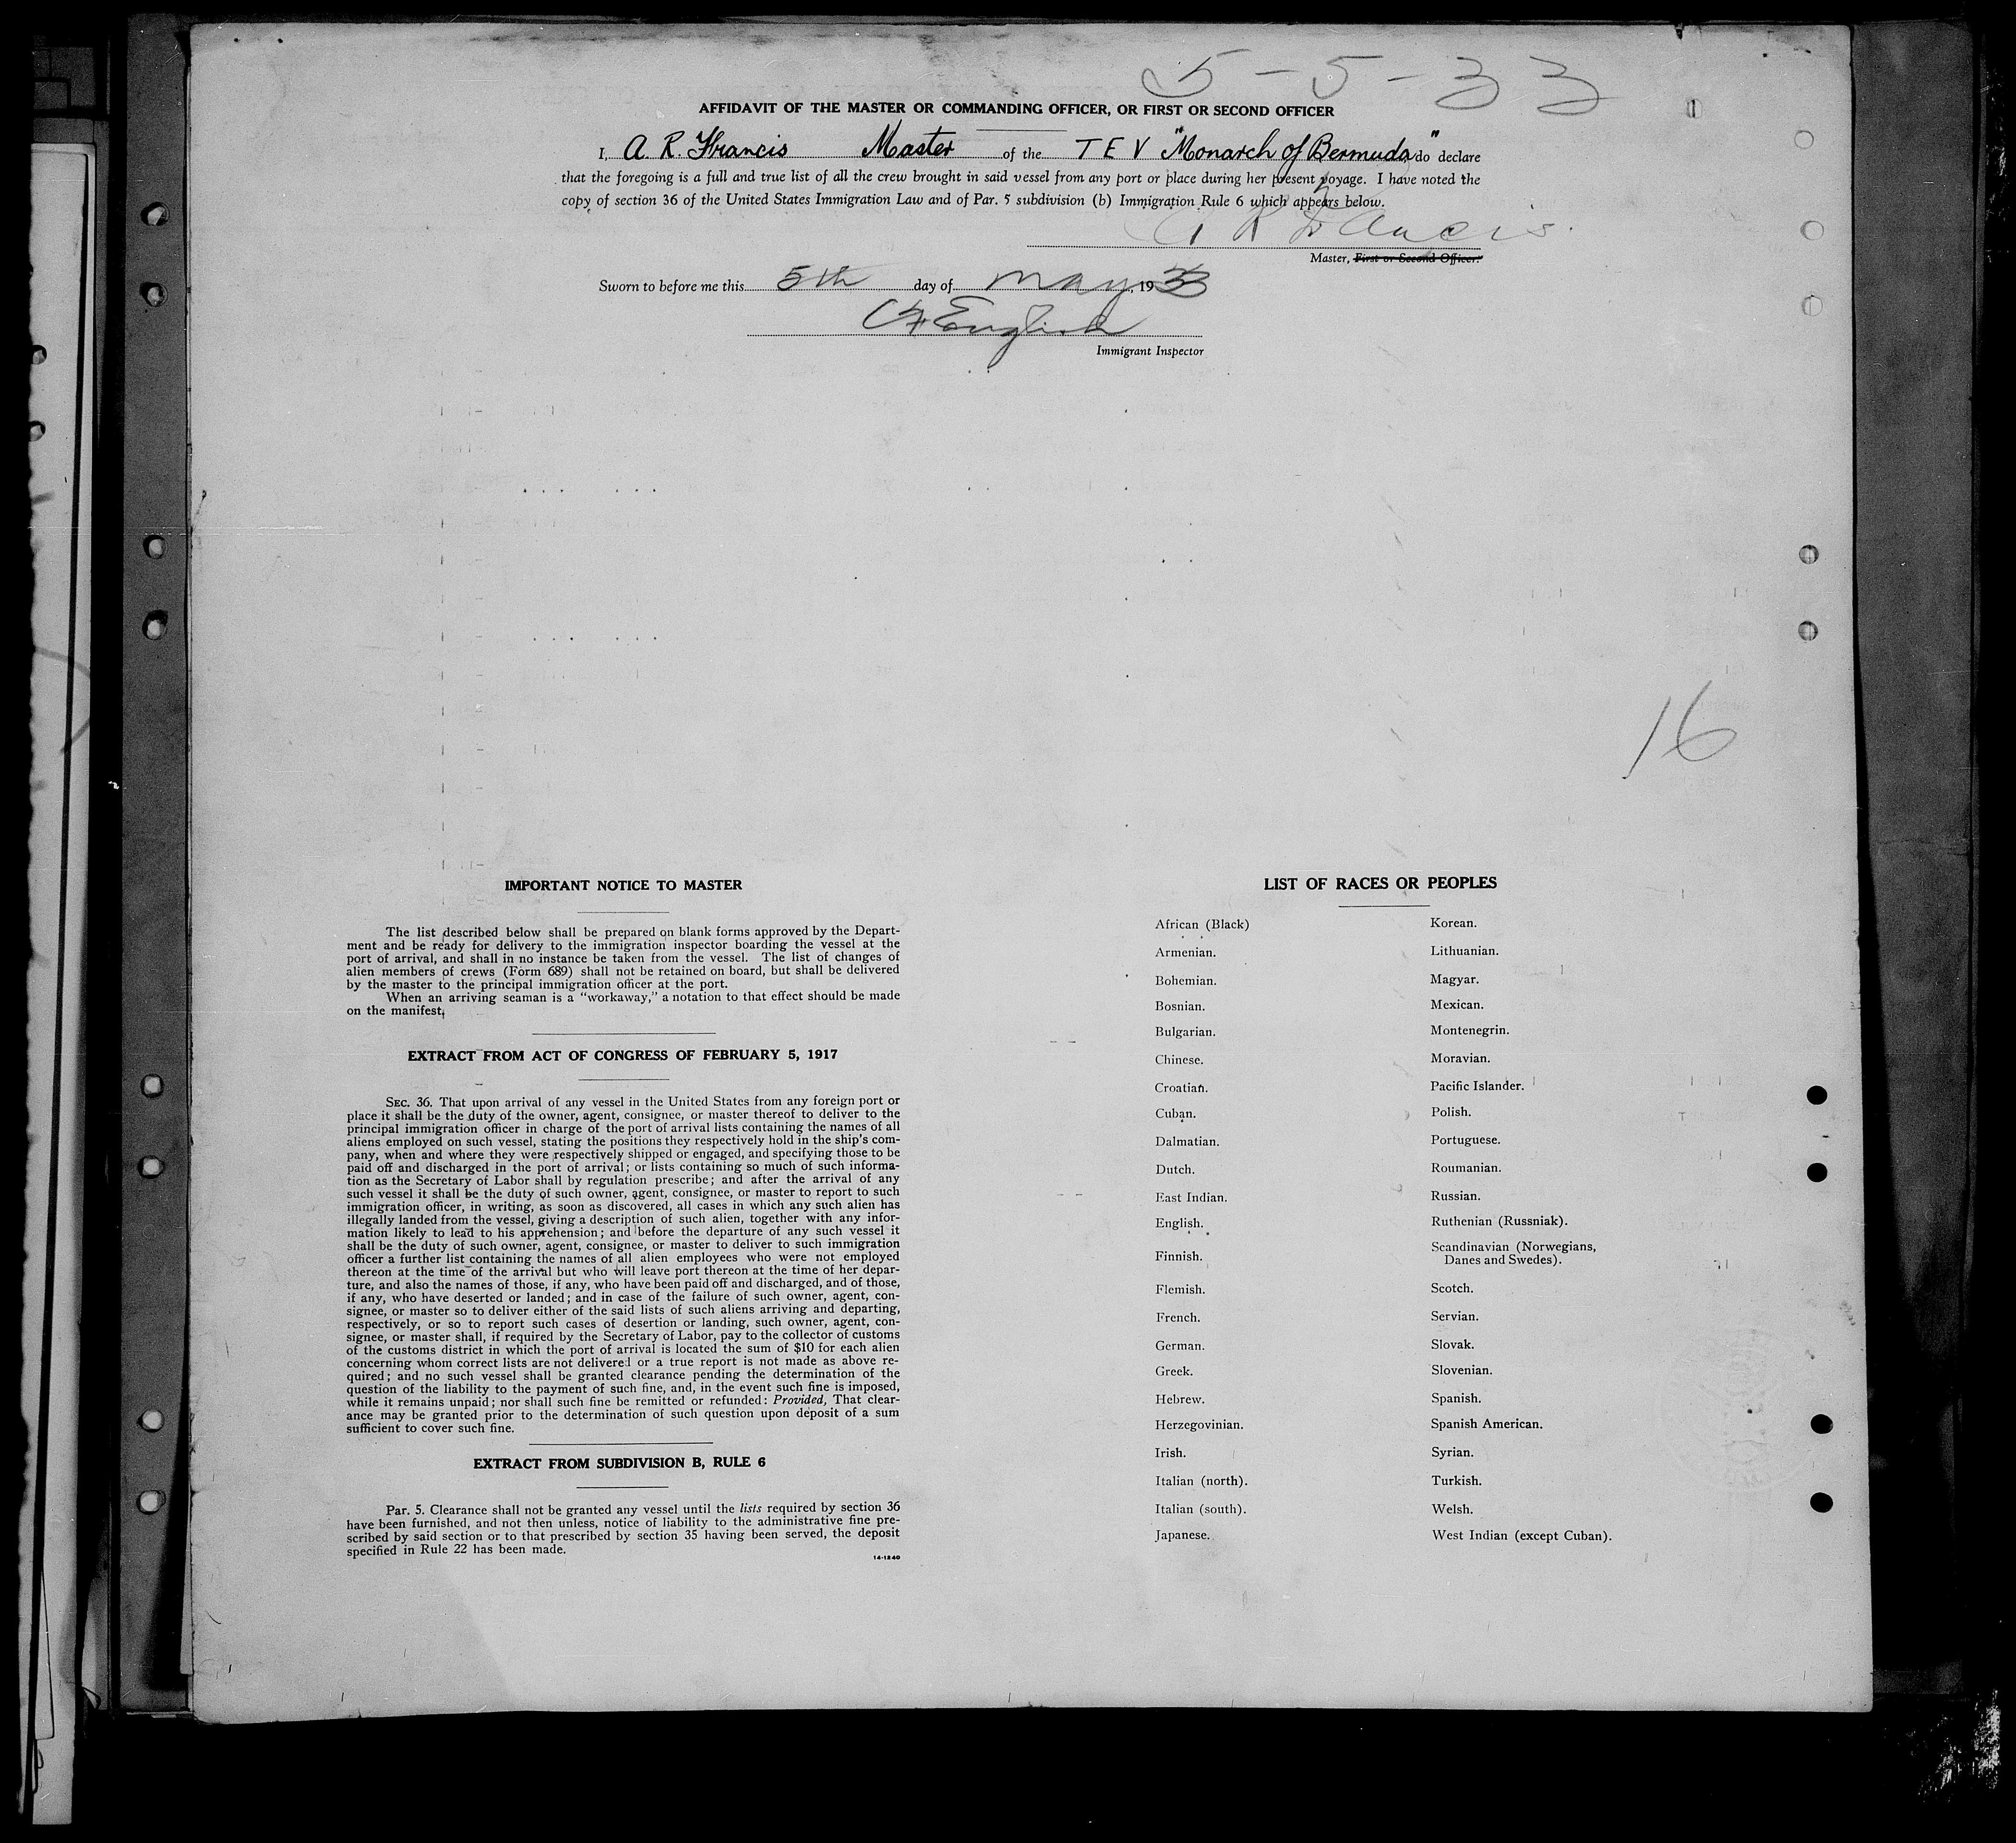 5-5-33
AFFIDAVIT OF THE MASTER OR COMMANDING OFFICER, OR FIRST OR SECOND OFFICER
I, A. R. Francis Master of the T E V "Monarch of Bermuda" do declare
that the foregoing is a full and true list of all the crew brought in said vessel from any port or place during her present voyage. I have noted the
copy of section 36 of the United States Immigration Law and of Par. 5 subdivision (b) Immigration Rule 6 which appears below.
A R Francis.
Master, First or Second Officer.
Sworn to before me this 5th day of May, 1933
English
Immigrant Inspector
16
IMPORTANT NOTICE TO MASTER
The list described below shall be prepared on blank forms approved by the Depart-
ment and be ready for delivery to the immigration inspector boarding the vessel at the
port of arrival, and shall in no instance be taken from the vessel. The list of changes of
alien members of crews (Form 689) shall not be retained on board, but shall be delivered
by the master to the principal immigration officer at the port.
When an arriving seaman is a "workaway," a notation to that effect should be made
on the manifest.
EXTRACT FROM ACT OF CONGRESS OF FEBRUARY 5, 1917
SEC. 36. That upon arrival of any vessel in the United States from any foreign port or
place it shall be the duty of the owner, agent, consignee, or master thereof to deliver to the
principal immigration officer in charge of the port of arrival lists containing the names of all
aliens employed on such vessel, stating the positions they respectively hold in the ship's com-
pany, when and where they were respectively shipped or engaged, and specifying those to be
paid off and discharged in the port of arrival; or lists containing so much of such informa-
tion as the Secretary of Labor shall by regulation prescribe; and after the arrival of any
such vessel it shall be the duty of such owner, agent, consignee, or master to report to such
immigration officer, in writing, as soon as discovered, all cases in which any such alien has
illegally landed from the vessel, giving a description of such alien, together with any infor-
mation likely to lead to his apprehension; and before the departure of any such vessel it
shall be the duty of such owner, agent, consignee, or master to deliver to such immigration
officer a further list containing the names of all alien employees who were not employed
thereon at the time of the arrival but who will leave port thereon at the time of her depar-
ture, and also the names of those, if any, who have been paid off and discharged, and of those,
if any, who have deserted or landed; and in case of the failure of such owner, agent, con-
signee, or master so to deliver either of the said lists of such aliens arriving and departing,
respectively, or so to report such cases of desertion or landing, such owner, agent, con-
signee, or master shall, if required by the Secretary of Labor, pay to the collector of customs
of the customs district in which the port of arrival is located the sum of $10 for each alien
concerning whom correct lists are not delivered or a true report is not made as above re-
quired; and no such vessel shall be granted clearance pending the determination of the
question of the liability to the payment of such fine, and, in the event such fine is imposed,
while it remains unpaid; nor shall such fine be remitted or refunded: Provided, That clear-
ance may be granted prior to the determination of such question upon deposit of a sum
sufficient to cover such fine.
EXTRACT FROM SUBDIVISION B, RULE 6
Par. 5. Clearance shall not be granted any vessel until the lists required by section 36
have been furnished, and not then unless, notice of liability to the administrative fine pre-
scribed by said section or to that prescribed by section 35 having been served, the deposit
specified in Rule 22 has been made.
14-1240
LIST OF RACES OR PEOPLES
African (Black)
Armenian.
Bohemian.
Bosnian.
Bulgarian.
Chinese.
Croatian.
Cuban.
Dalmatian.
Dutch.
East Indian.
English.
Finnish.
Flemish.
French.
German.
Greek.
Hebrew.
Herzegovinian.
Irish.
Italian (north).
Italian (south).
Japanese.
Korean.
Lithuanian.
Magyar.
Mexican.
Montenegrin.
Moravian.
Pacific Islander.
Polish.
Portuguese.
Roumanian.
Russian.
Ruthenian (Russniak).
Scandinavian (Norwegians,
Danes and Swedes).
Scotch.
Servian.
Slovak.
Slovenian.
Spanish.
Spanish American.
Syrian.
Turkish.
Welsh.
West Indian (except Cuban).